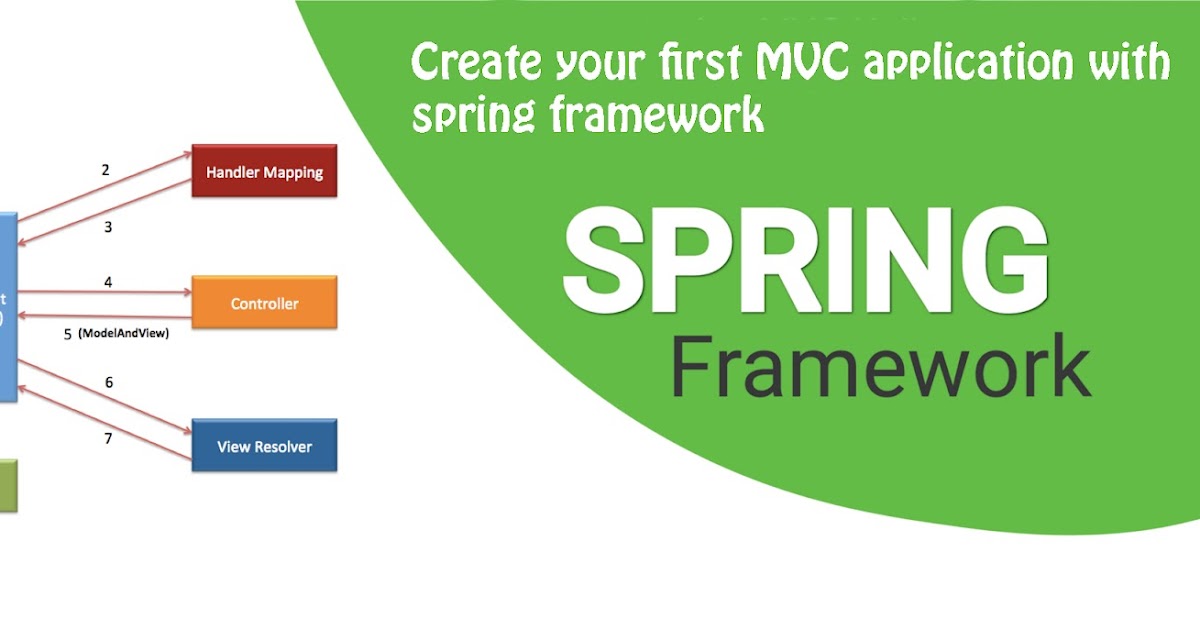 Create your first MVC application with
spring framework
SPRING
Framework
2
Handler Mapping
3
4
Controller
5 (ModelAndView)
6
7
View Resolver
t
)